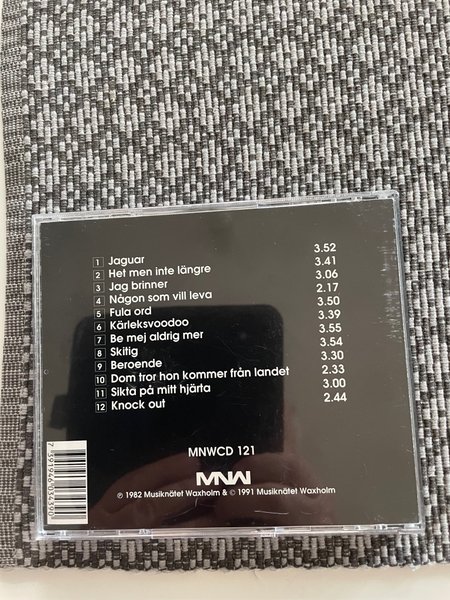 1 Jaguar 3.52
2 Het men inte längre 3.41
3 Jag brinner 3.06
4 Någon som vill leva 2.17
5 Fula ord 3.50
6 Kärleksvoodoo 3.39
7 Be mej aldrig mer 3.55
8 Skitig 3.54
9 Beroende 3.30
10 Dom tror hon kommer från landet 2.33
11 Sikta på mitt hjärta 3.00
12 Knock out 2.44
MNWCD 121
MNW
℗ 1982 Musiknätet Waxholm & © 1991 Musiknätet Waxholm